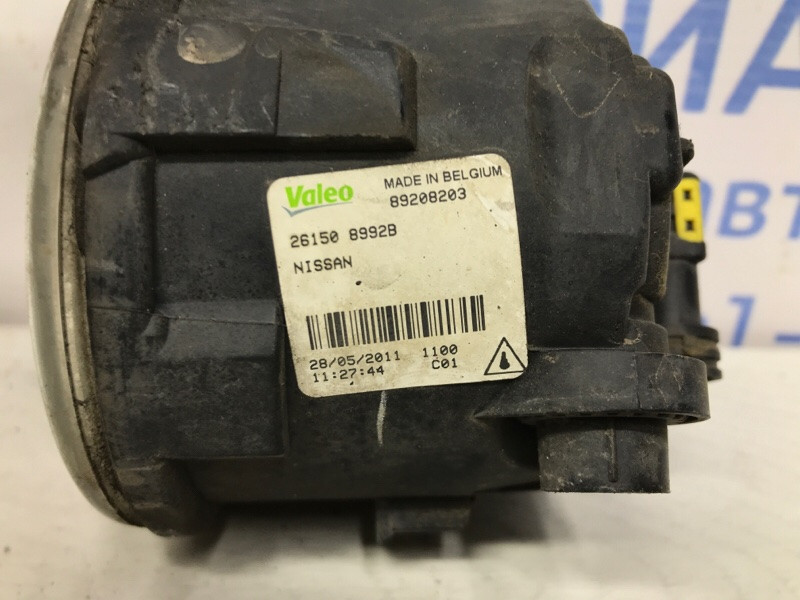 Valeo MADE IN BELGIUM
89208203
26150 8992B
NISSAN
28/05/2011 1100
11:27:44 C01